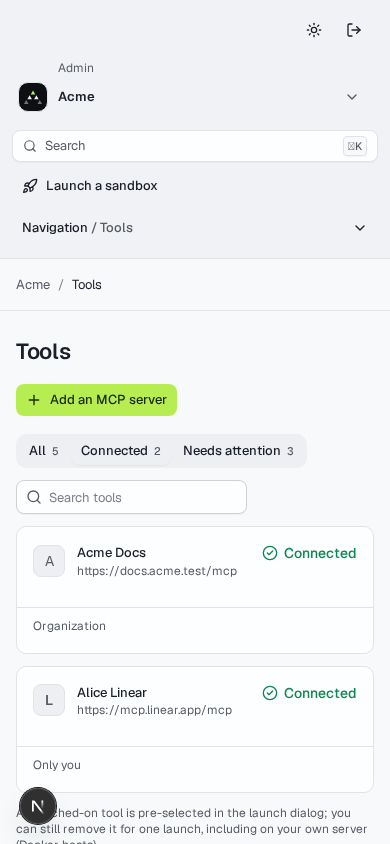 Admin
Acme
Search
K
Launch a sandbox
Navigation / Tools
Acme / Tools
Tools
Add an MCP server
All 5 Connected 2 Needs attention 3
Search tools
A
Acme Docs
https://docs.acme.test/mcp
Connected
Organization
L
Alice Linear
https://mcp.linear.app/mcp
Connected
Only you
N
tool is pre-selected in the launch dialog; you
can still remove it for one launch, including on your own server